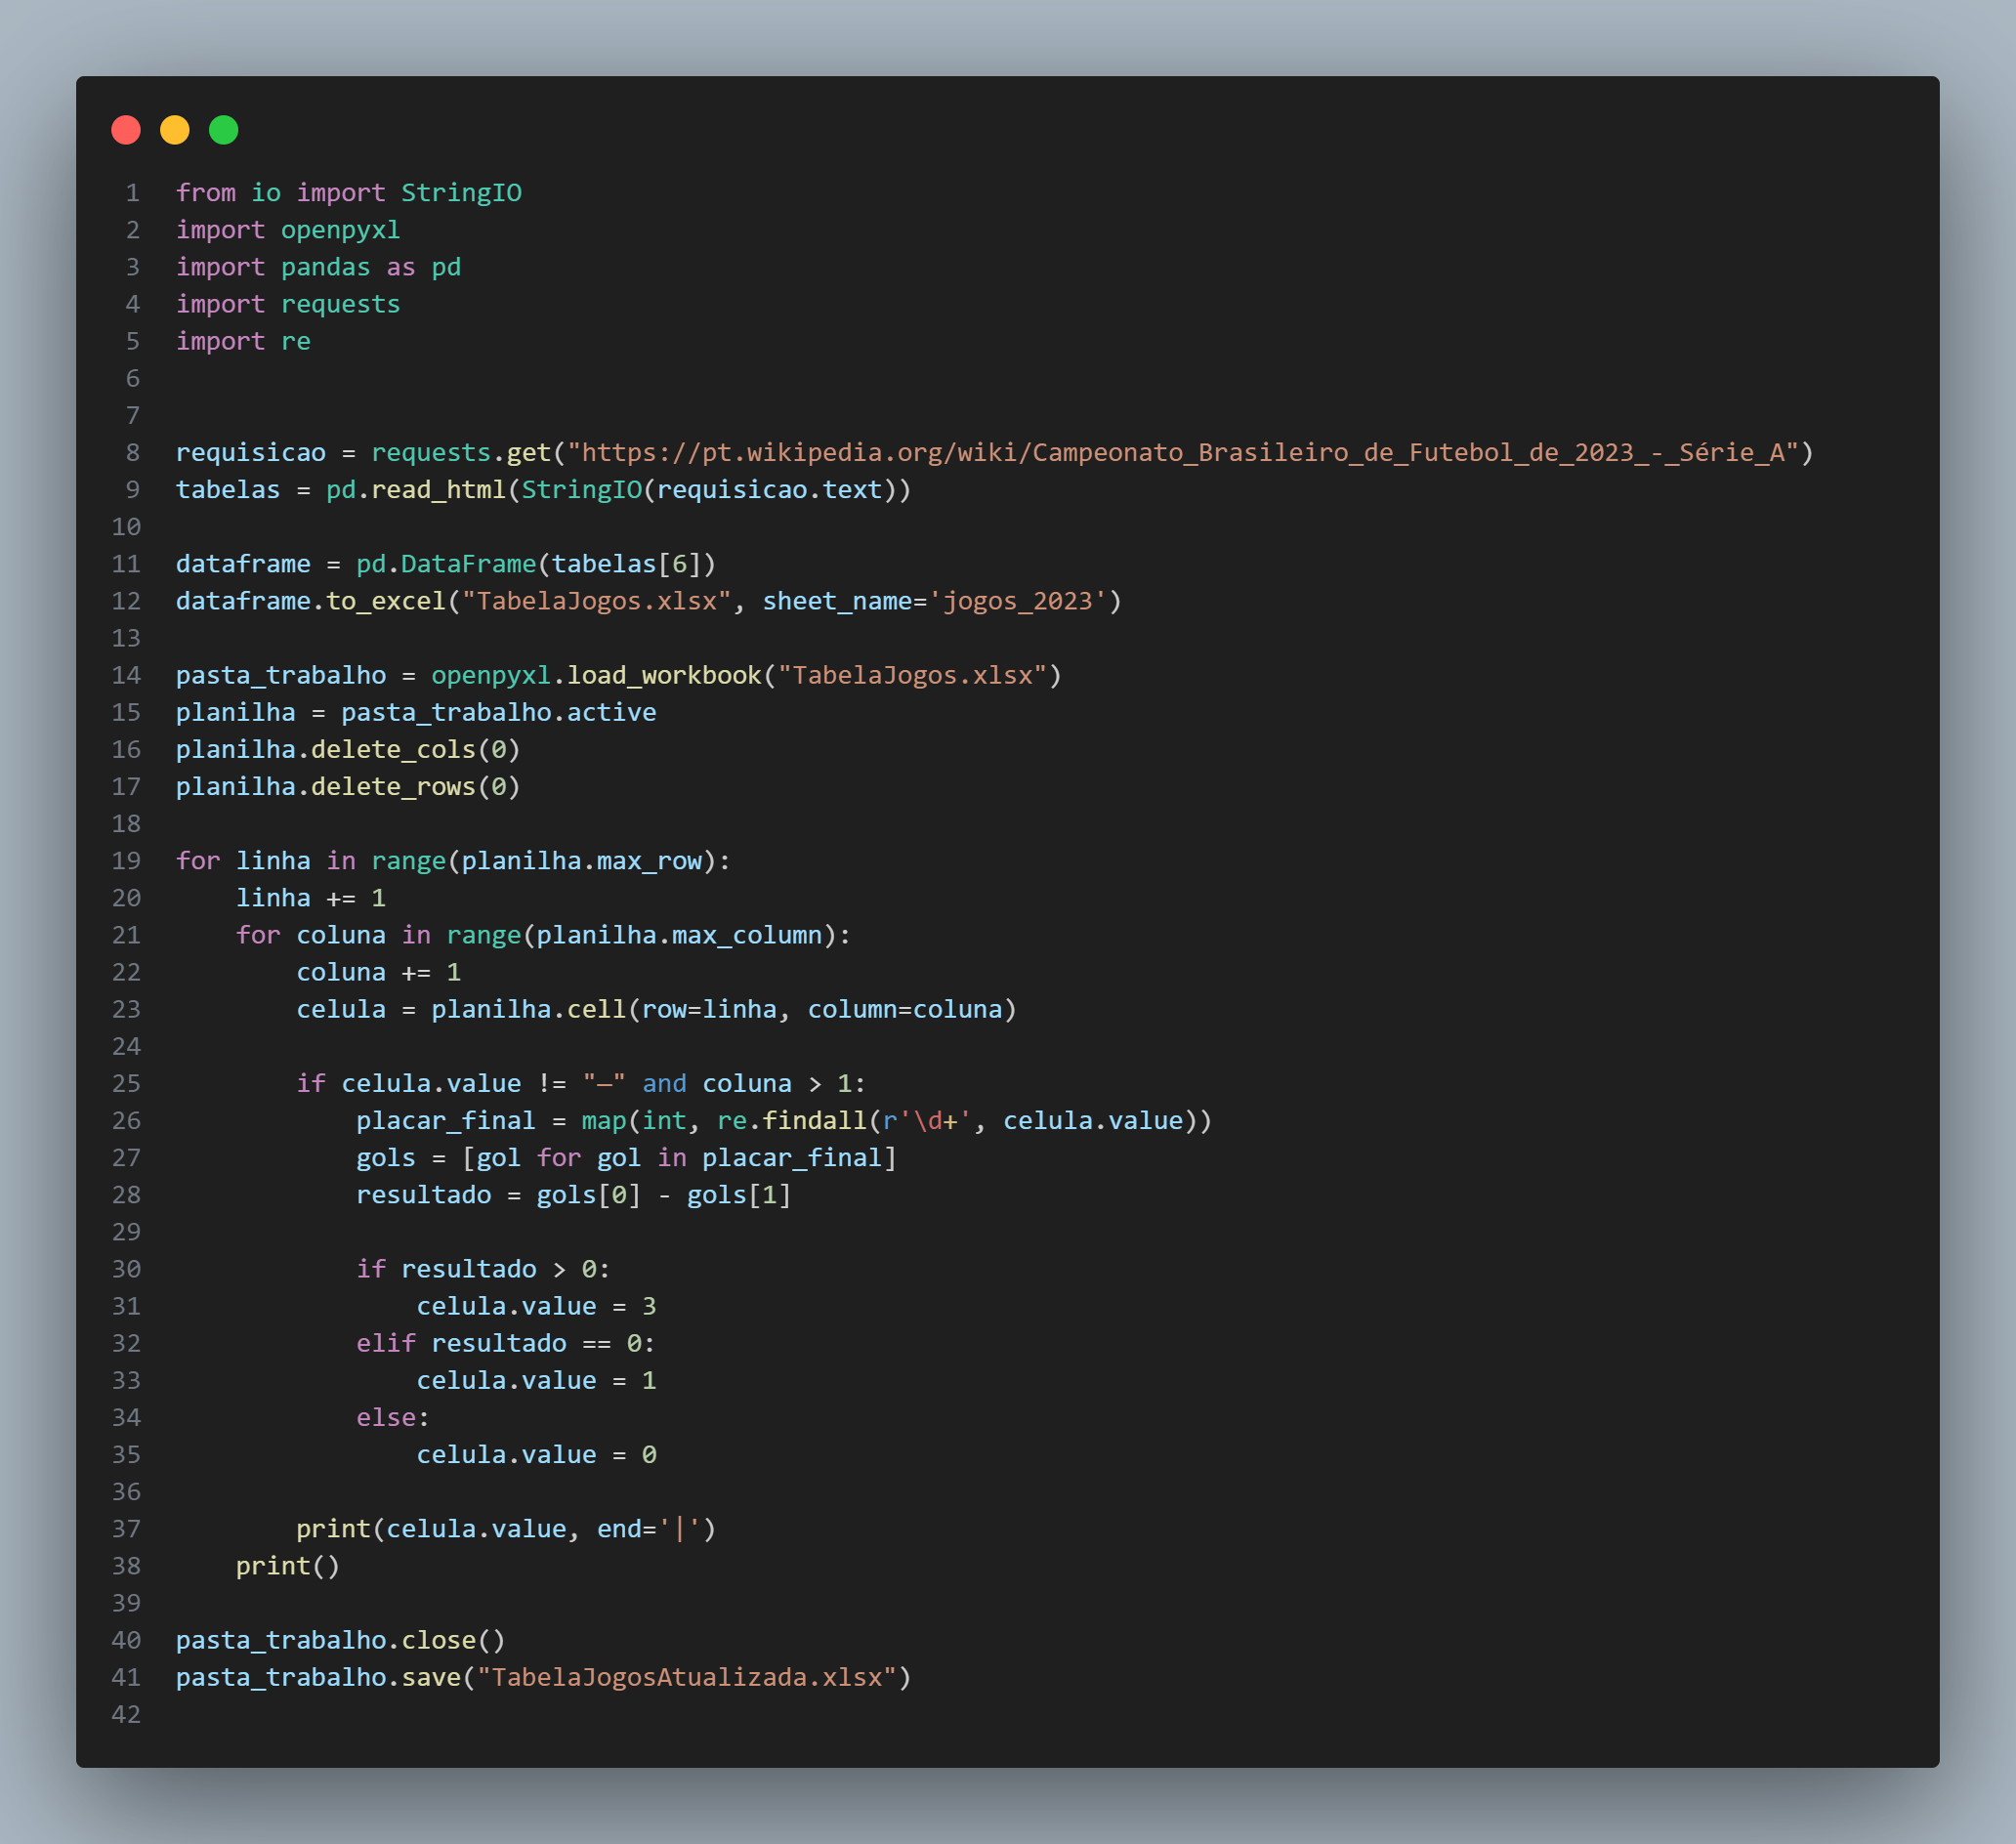 1 from io import StringIO
2 import openpyxl
3 import pandas as pd
4 import requests
5 import re
6
7
8 requisicao = requests.get("https://pt.wikipedia.org/wiki/Campeonato_Brasileiro_de_Futebol_de_2023_-_Série_A")
9 tabelas = pd.read_html(StringIO(requisicao.text))
10
11 dataframe = pd.DataFrame(tabelas[6])
12 dataframe.to_excel("TabelaJogos.xlsx", sheet_name='jogos_2023')
13
14 pasta_trabalho = openpyxl.load_workbook("TabelaJogos.xlsx")
15 planilha = pasta_trabalho.active
16 planilha.delete_cols(0)
17 planilha.delete_rows(0)
18
19 for linha in range(planilha.max_row):
20     linha += 1
21     for coluna in range(planilha.max_column):
22         coluna += 1
23         celula = planilha.cell(row=linha, column=coluna)
24
25         if celula.value != "—" and coluna > 1:
26             placar_final = map(int, re.findall(r'\d+', celula.value))
27             gols = [gol for gol in placar_final]
28             resultado = gols[0] - gols[1]
29
30             if resultado > 0:
31                 celula.value = 3
32             elif resultado == 0:
33                 celula.value = 1
34             else:
35                 celula.value = 0
36
37         print(celula.value, end='|')
38     print()
39
40 pasta_trabalho.close()
41 pasta_trabalho.save("TabelaJogosAtualizada.xlsx")
42